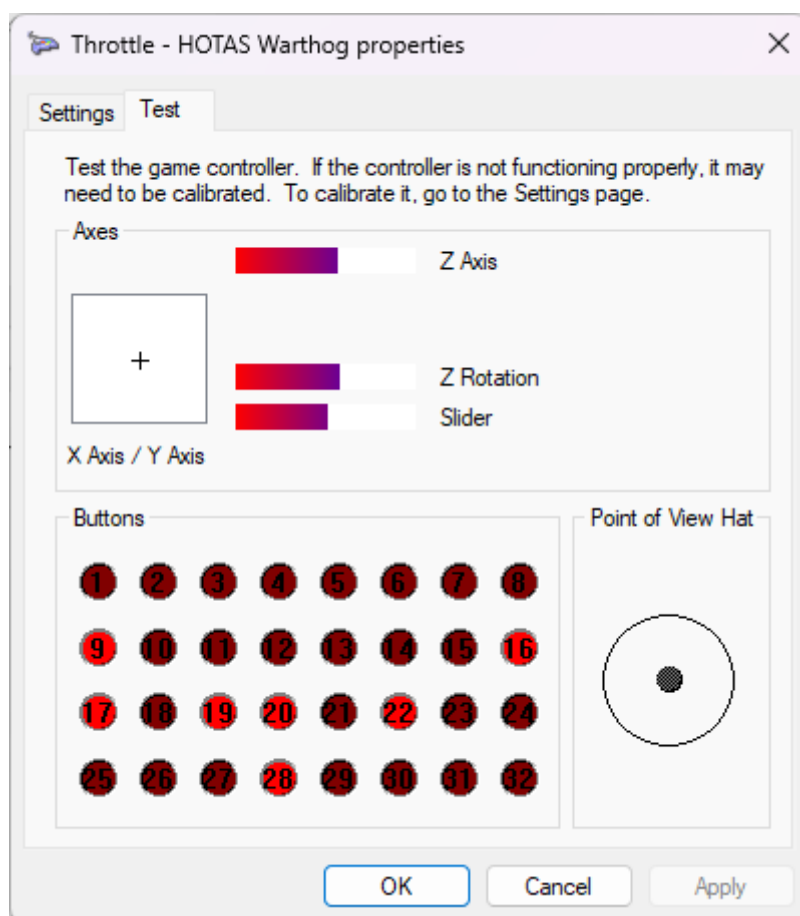 Throttle - HOTAS Warthog properties
Settings
Test
Test the game controller.  If the controller is not functioning properly, it may
need to be calibrated.  To calibrate it, go to the Settings page.
Axes
Z Axis
Z Rotation
Slider
X Axis / Y Axis
Buttons
1 2 3 4 5 6 7 8
9 10 11 12 13 14 15 16
17 18 19 20 21 22 23 24
25 26 27 28 29 30 31 32
Point of View Hat
OK
Cancel
Apply